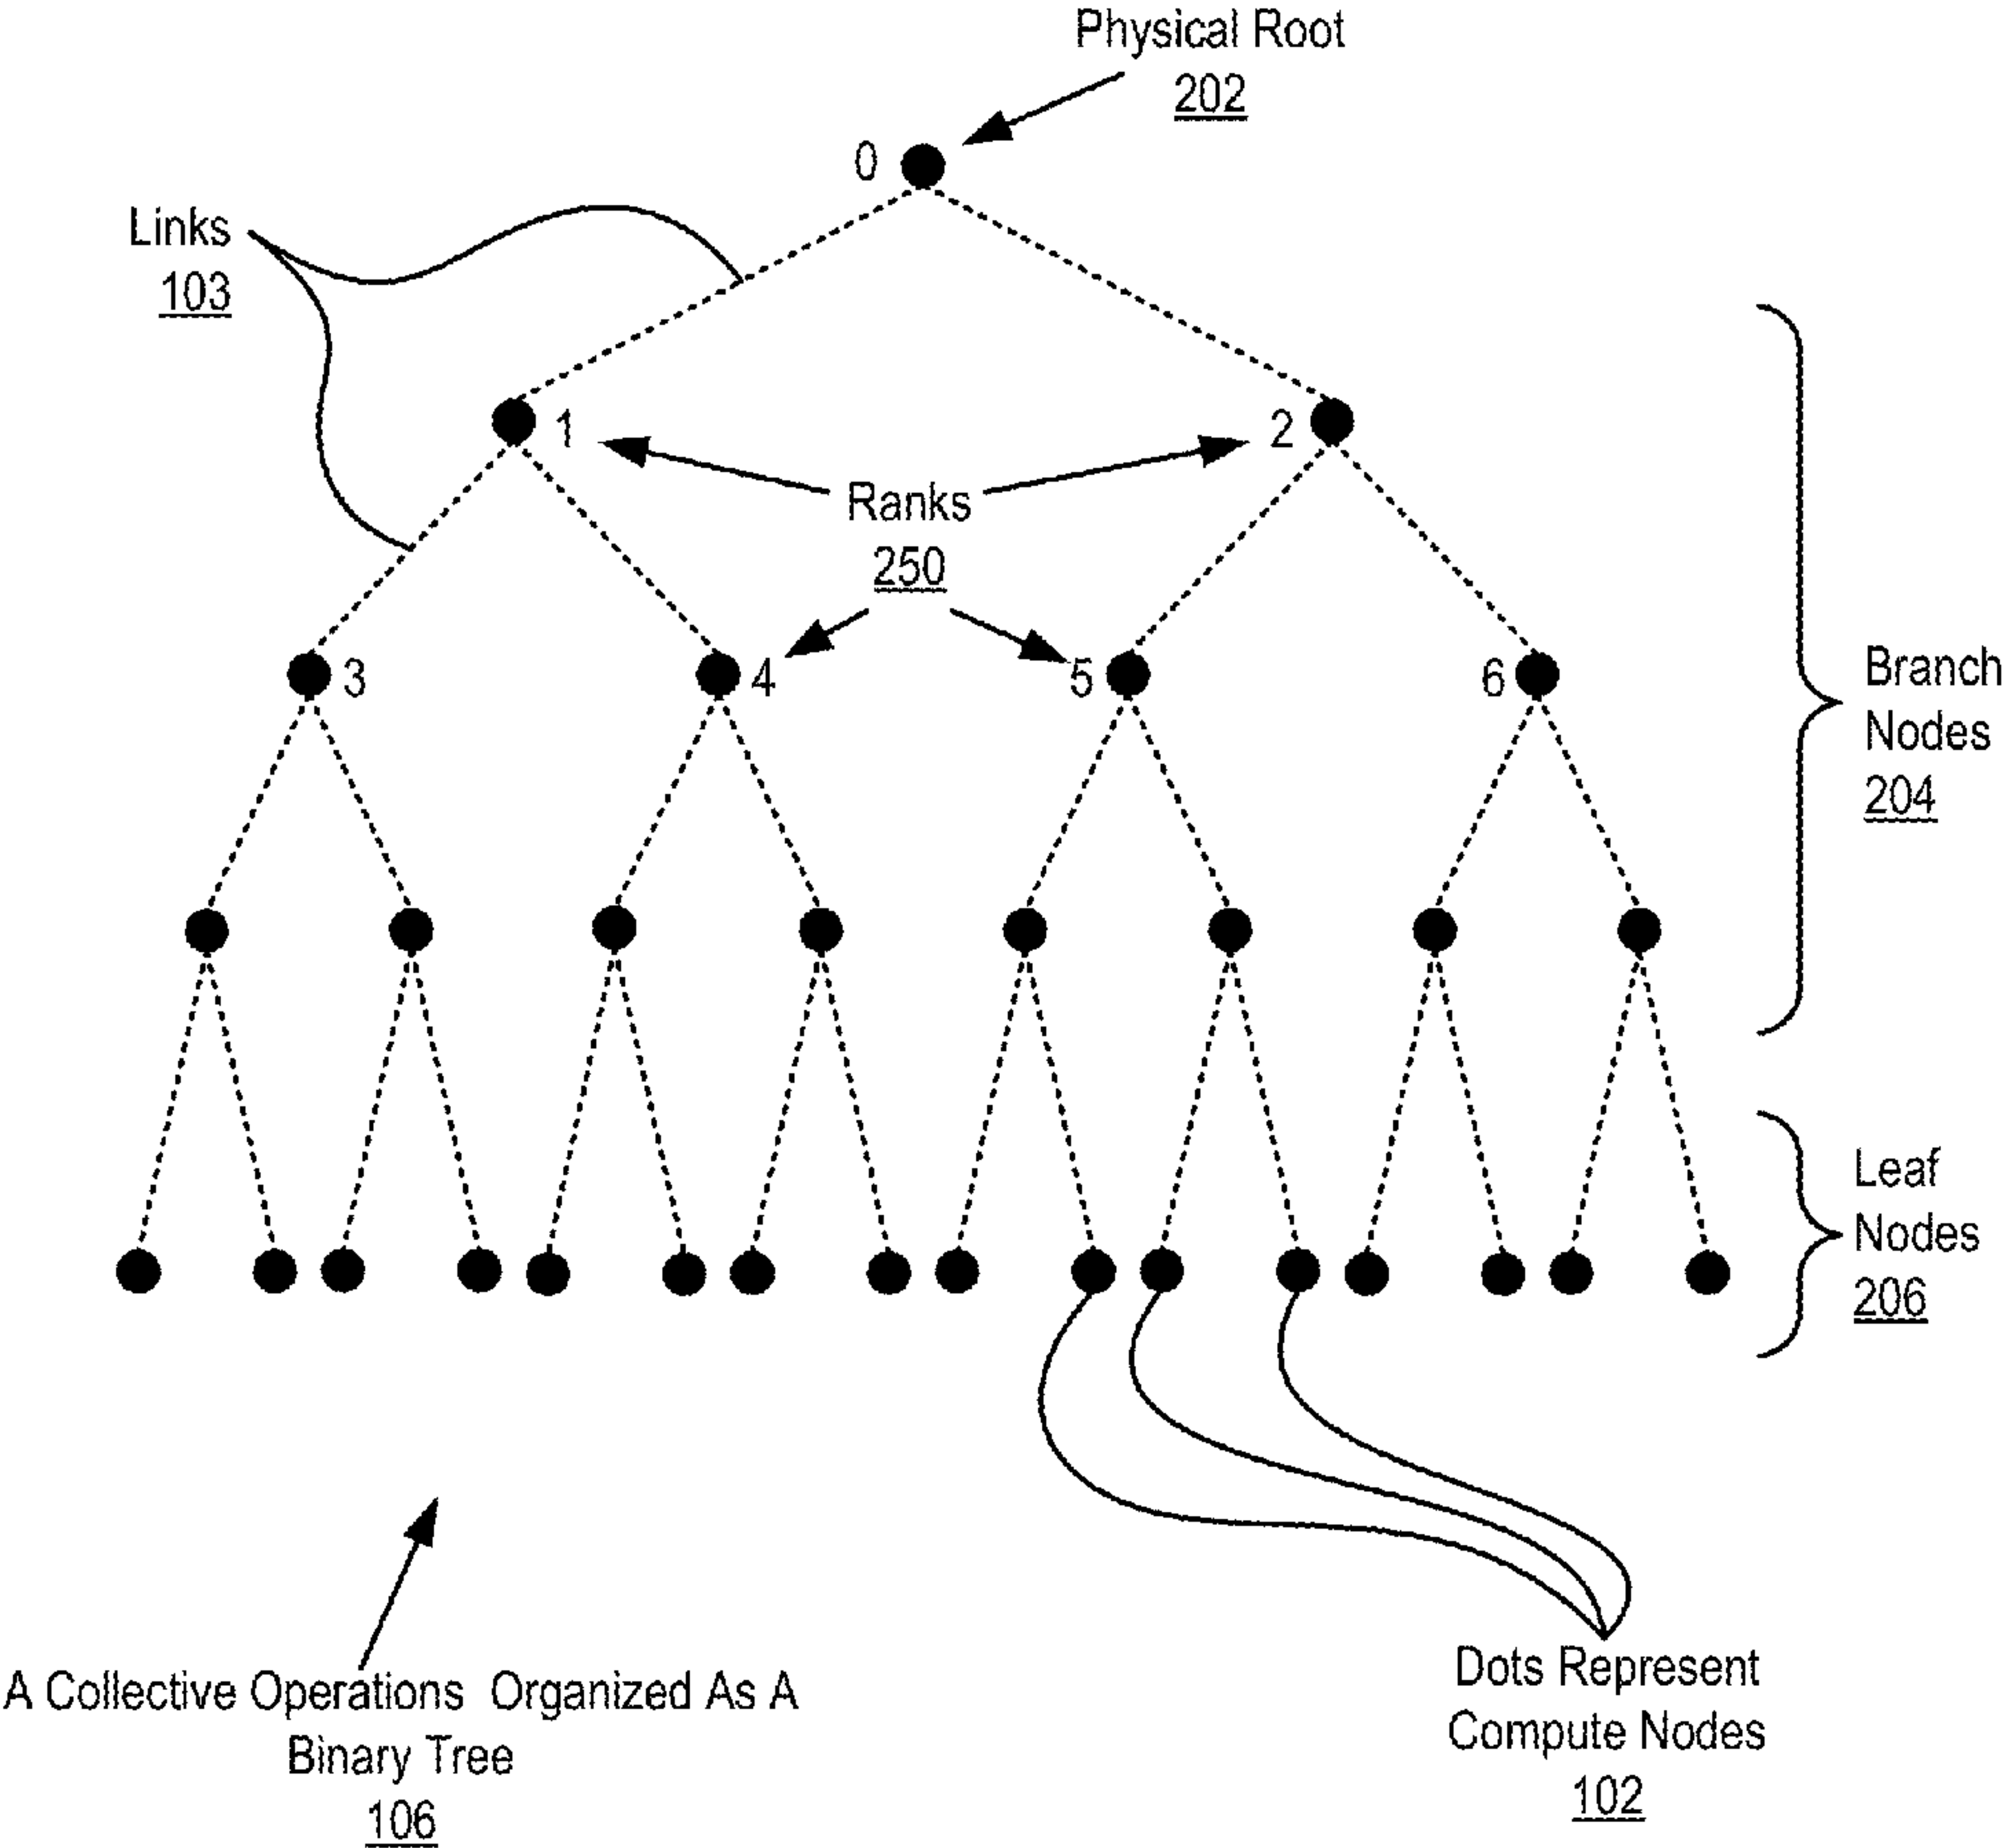 Physical Root
202
0
Links
103
1
2
Ranks
250
3
4
5
6
Branch
Nodes
204
Leaf
Nodes
206
A Collective Operations Organized As A
Binary Tree
106
Dots Represent
Compute Nodes
102